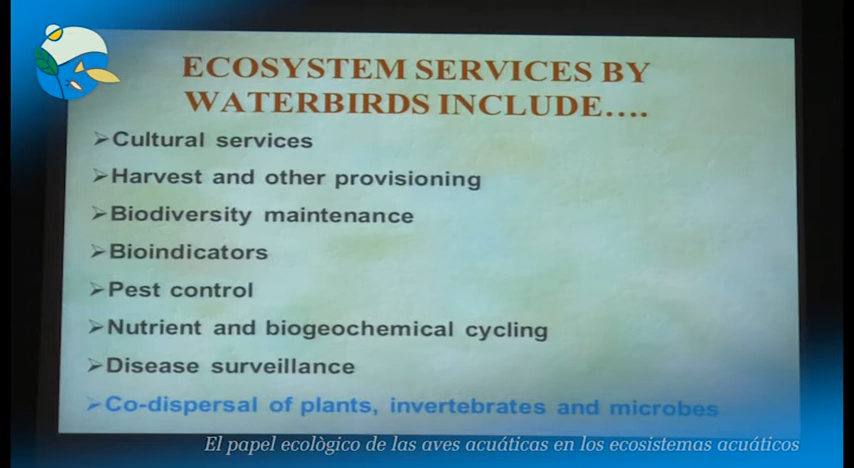 ECOSYSTEM SERVICES BY
WATERBIRDS INCLUDE....
➢Cultural services
➢Harvest and other provisioning
➢Biodiversity maintenance
➢Bioindicators
➢Pest control
➢Nutrient and biogeochemical cycling
➢Disease surveillance
➢Co-dispersal of plants, invertebrates and microbes
El papel ecològico de las aves acuáticas en los ecosistemas acuáticos